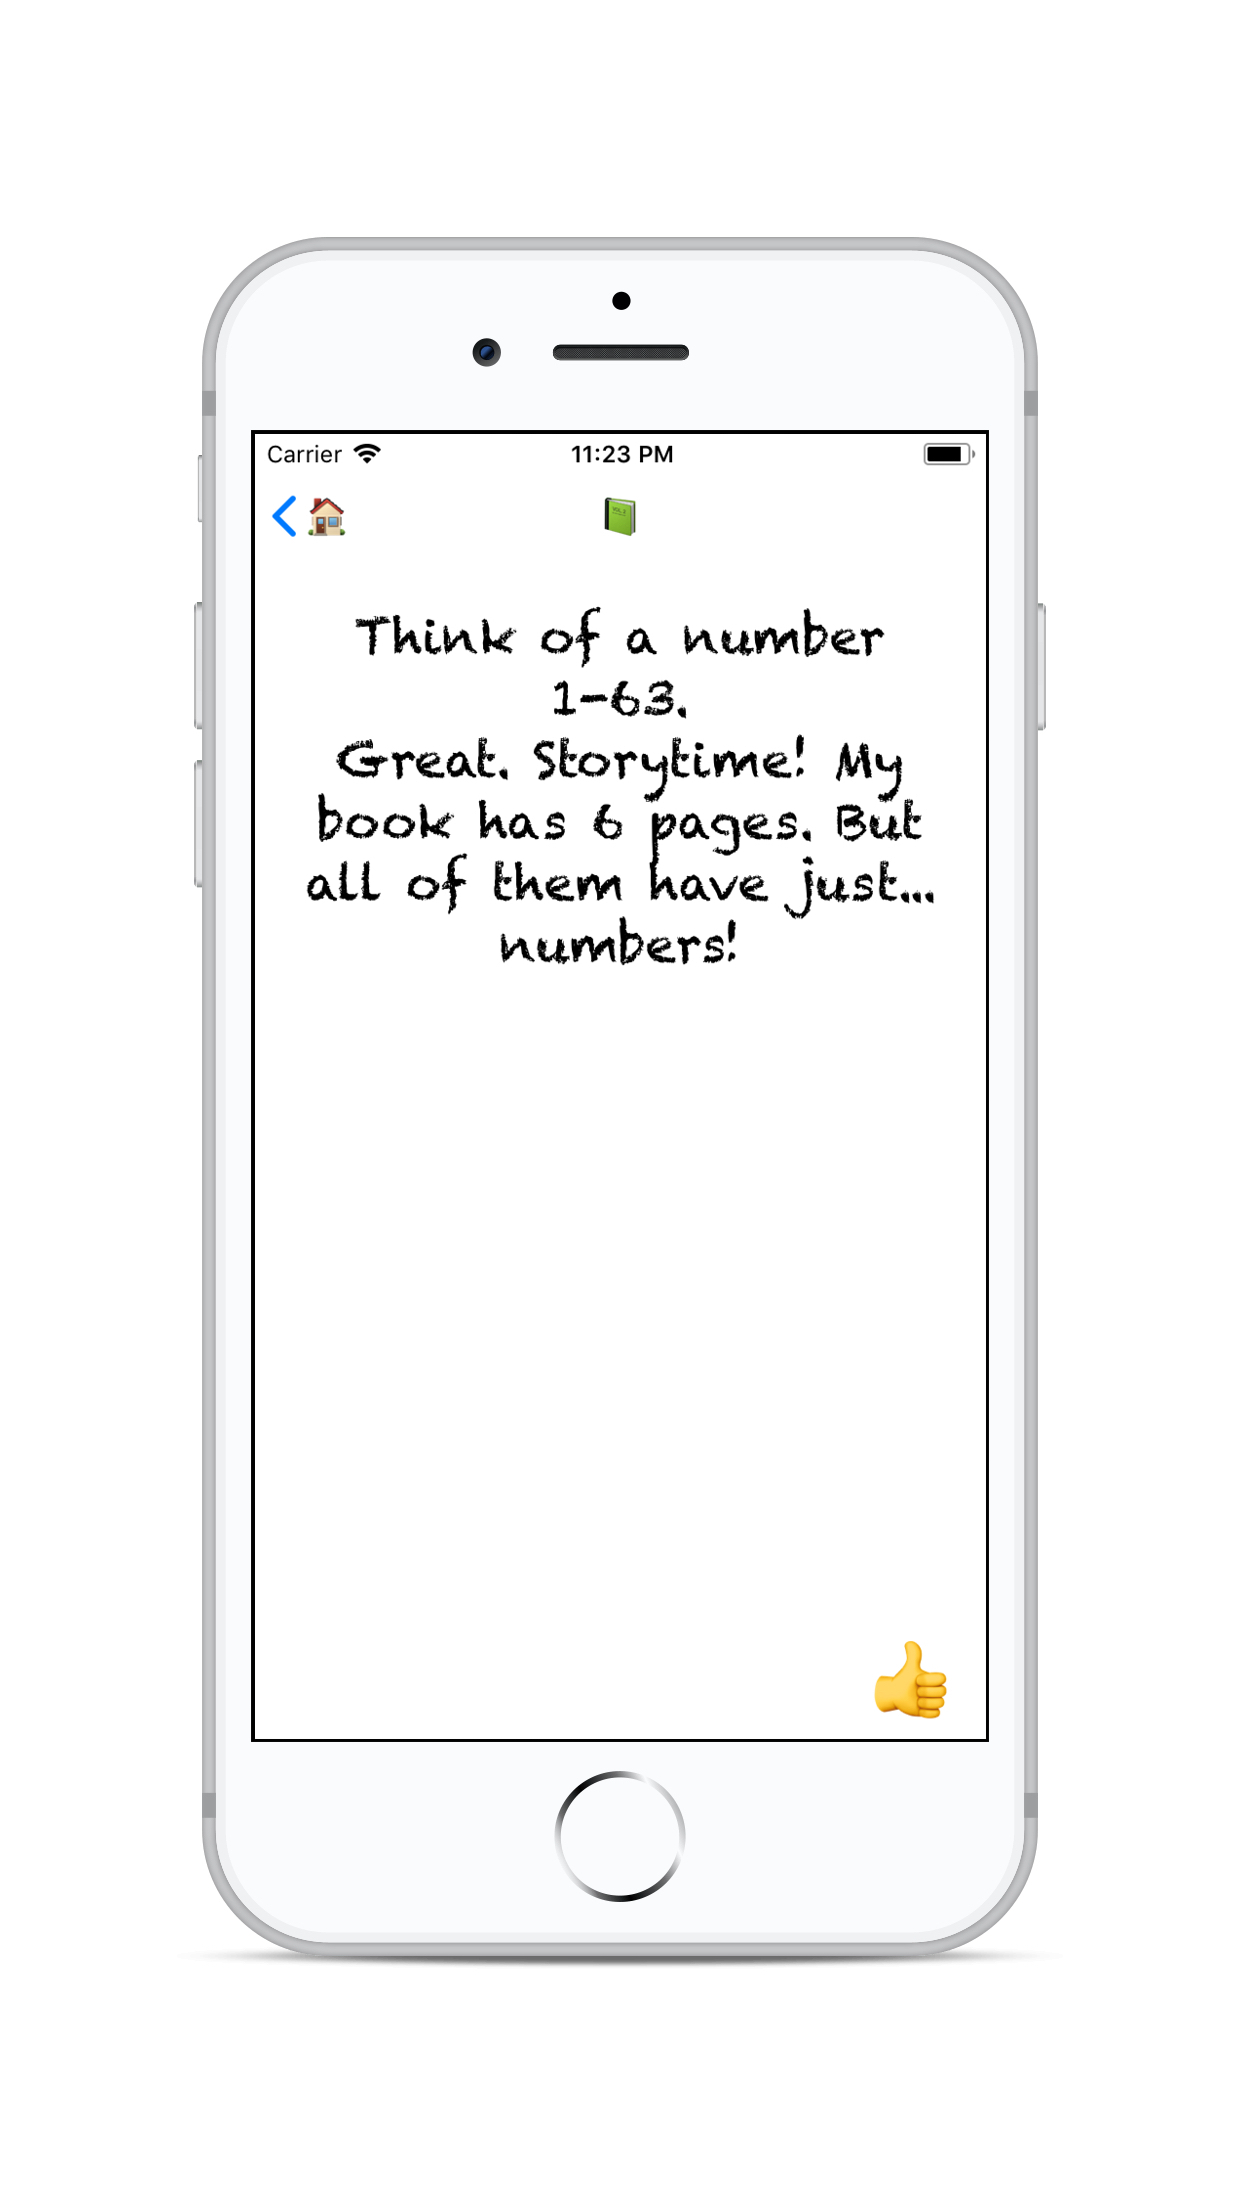 Carrier 11:23 PM
Think of a number
1-63.
Great. Storytime! My
book has 6 pages. But
all of them have just...
numbers!